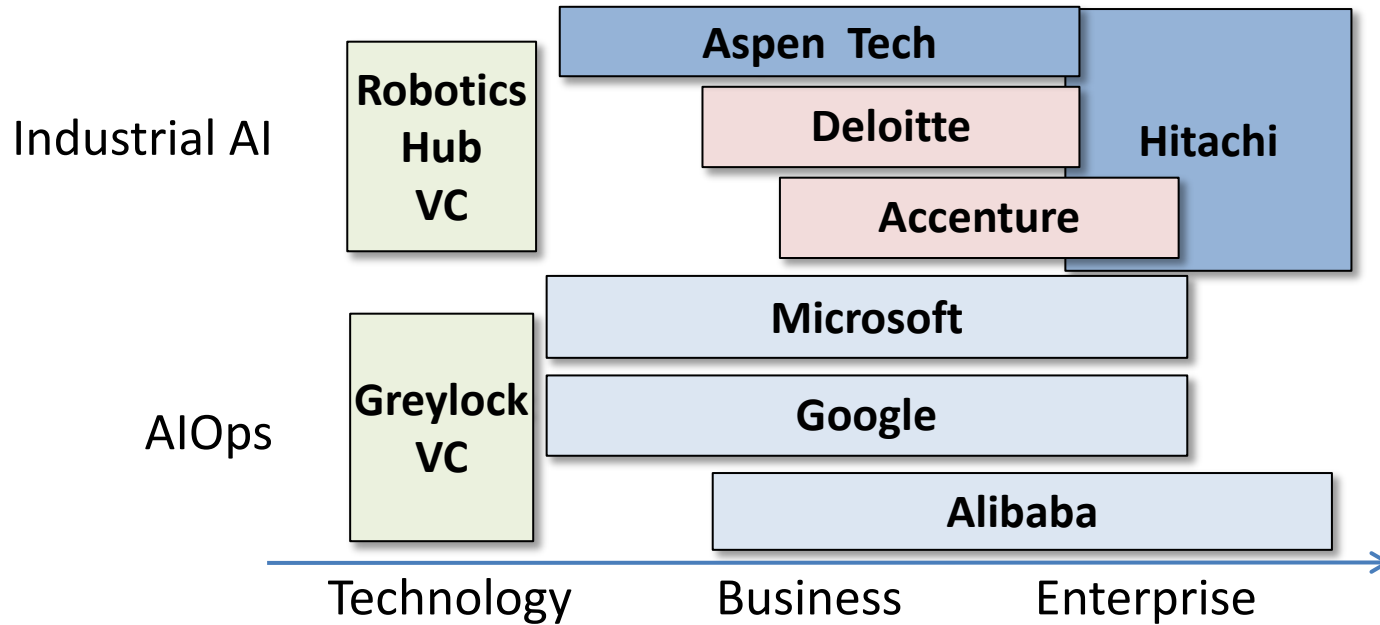 Aspen Tech
Robotics
Hub
VC
Industrial AI
Deloitte
Hitachi
Accenture
Microsoft
Greylock
VC
AIOps
Google
Alibaba
Technology
Business
Enterprise